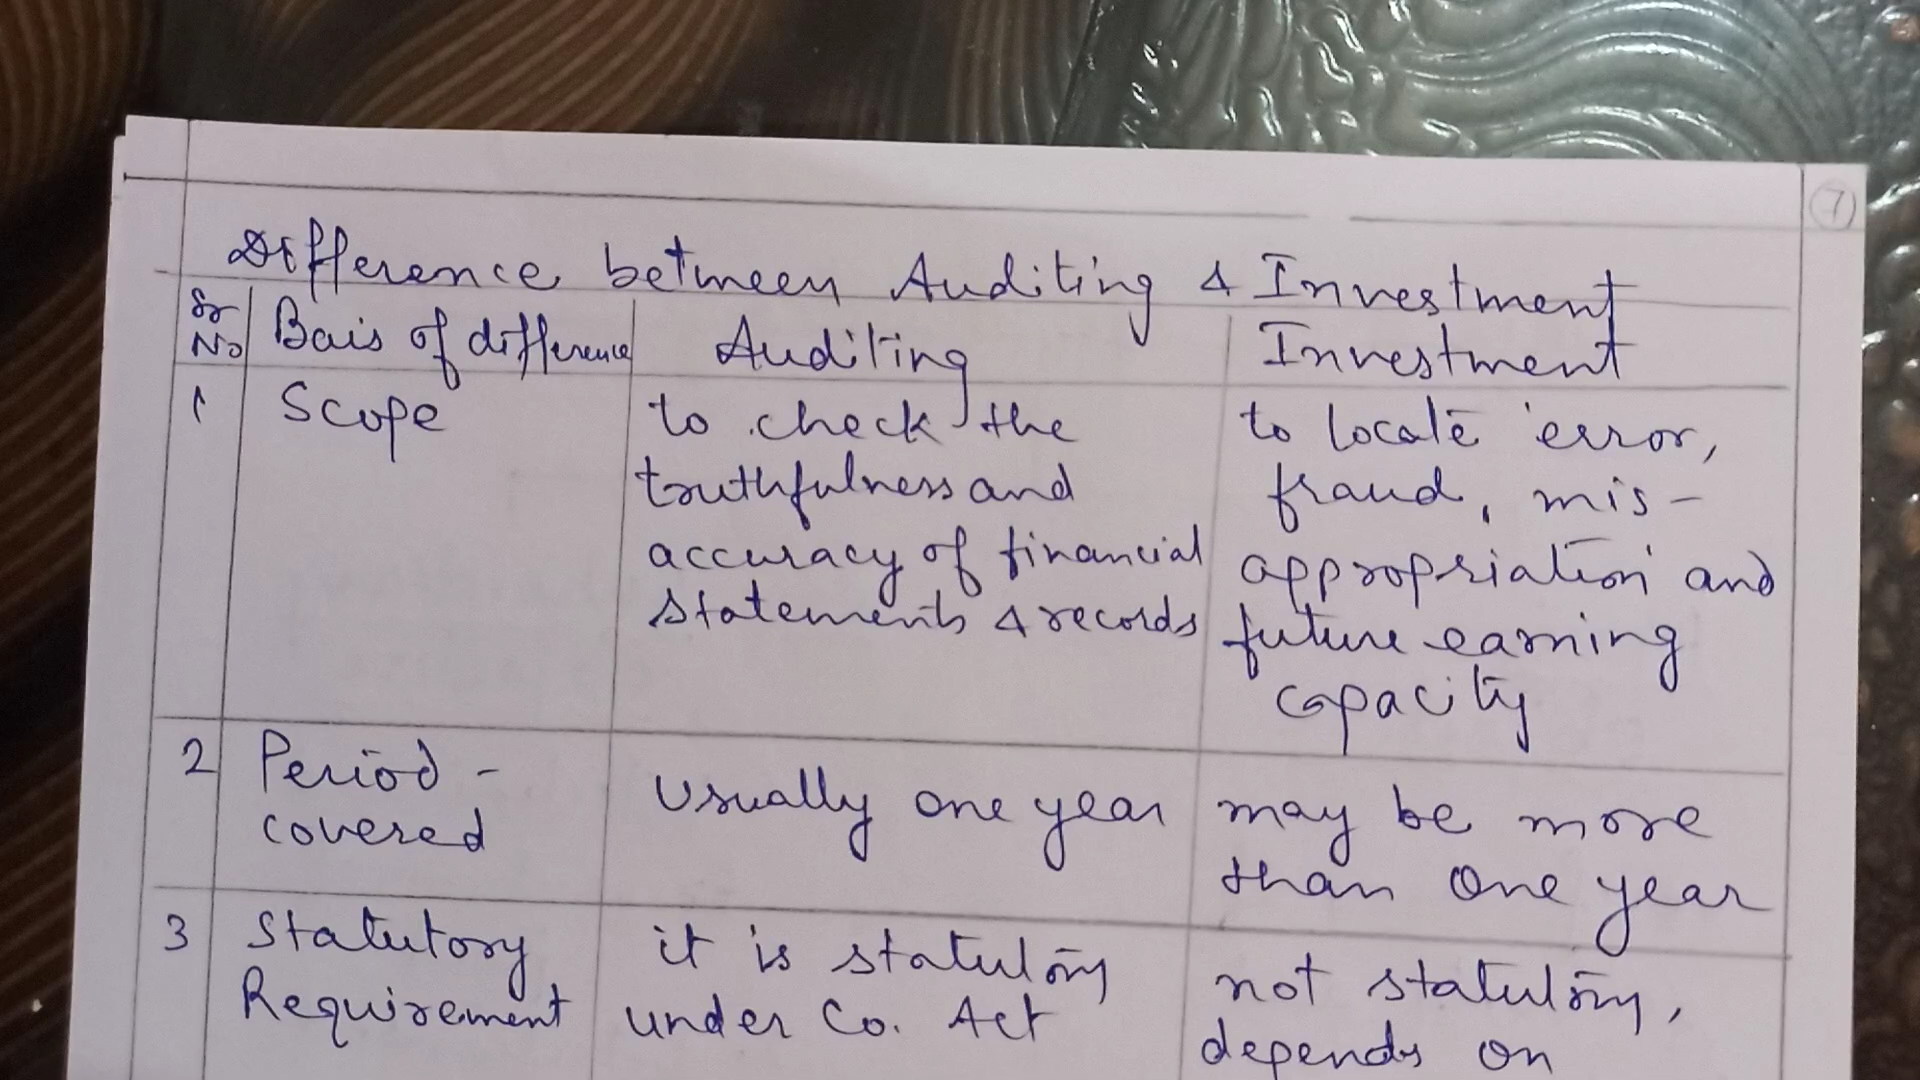 7
Difference between Auditing & Investment
Sr No Bais of difference Auditing Investment
1 Scope to check the to locate error,
truthfulness and fraud, mis-
accuracy of financial appropriation and
statements & records future earning
capacity
2 Period - Usually one year may be more
covered than one year
3 Statutory it is statutory not statutory,
Requirement under Co. Act depends on